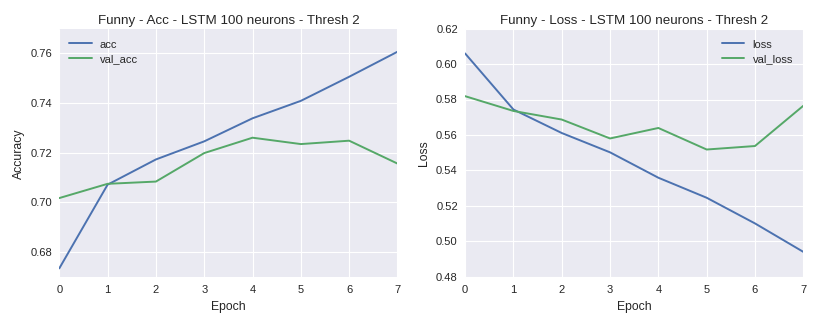 Funny - Acc - LSTM 100 neurons - Thresh 2
acc
val_acc
0.76
0.74
0.72
0.70
0.68
Accuracy
0 1 2 3 4 5 6 7
Epoch
Funny - Loss - LSTM 100 neurons - Thresh 2
loss
val_loss
0.62
0.60
0.58
0.56
0.54
0.52
0.50
0.48
Loss
0 1 2 3 4 5 6 7
Epoch